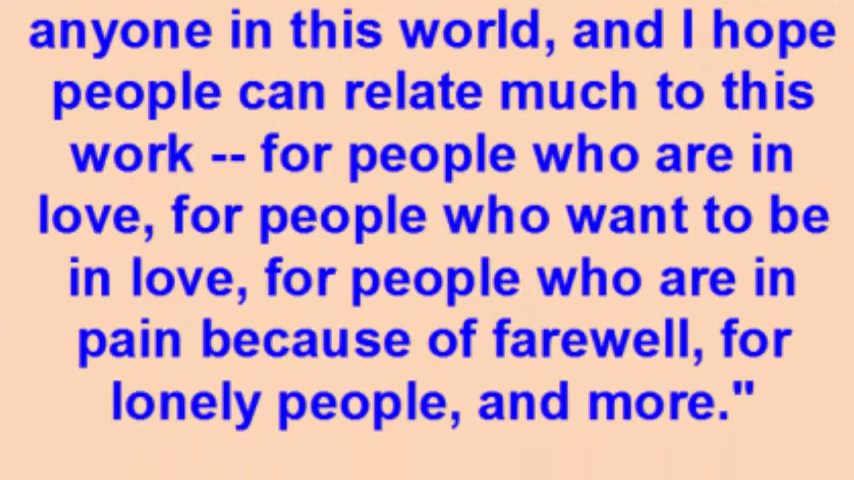 anyone in this world, and I hope
people can relate much to this
work -- for people who are in
love, for people who want to be
in love, for people who are in
pain because of farewell, for
lonely people, and more."